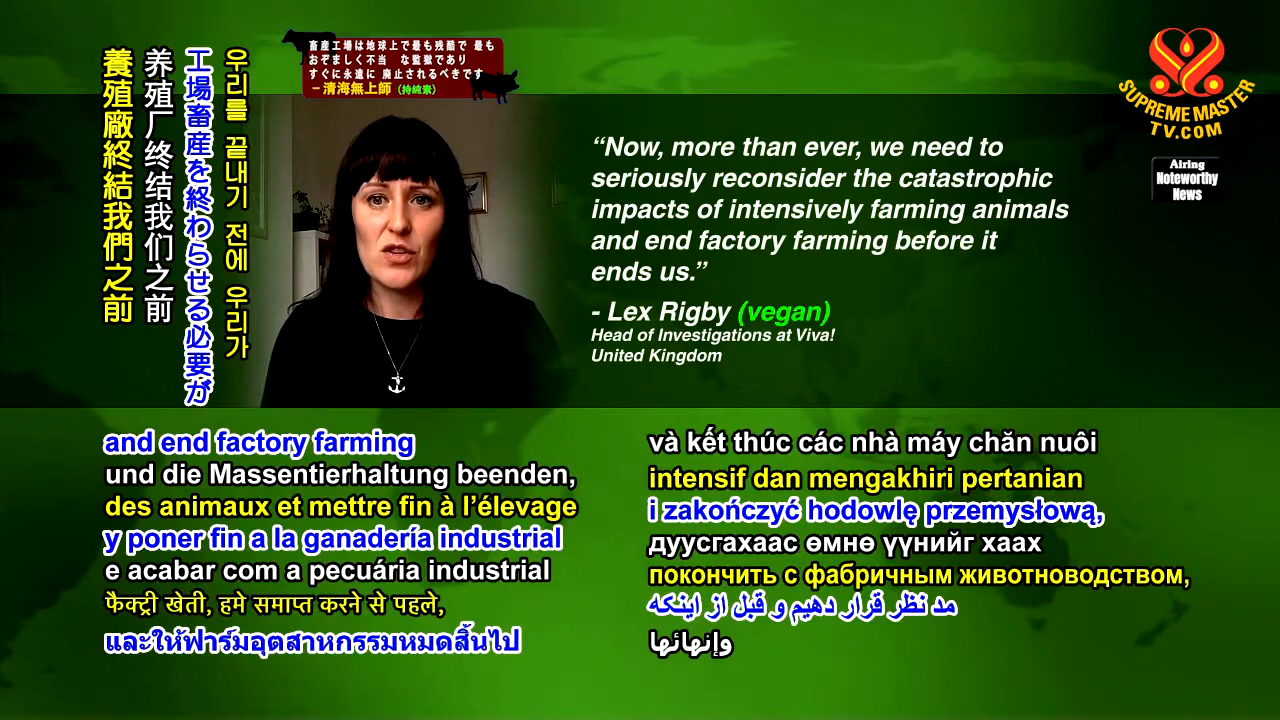 養殖廠終結我們之前
养殖厂终结我们之前
工場畜産を終わらせる必要が
우리를 끝내기 전에 우리가
畜産工場は地球上で最も残酷で 最も
おぞましく不当 な監獄であり
すぐに永遠に 廃止されるべきです
－清海無上師 (持純素)
SUPREME MASTER
TV.COM
Airing
Noteworthy
News
“Now, more than ever, we need to
seriously reconsider the catastrophic
impacts of intensively farming animals
and end factory farming before it
ends us.”
- Lex Rigby (vegan)
Head of Investigations at Viva!
United Kingdom
and end factory farming
und die Massentierhaltung beenden,
des animaux et mettre fin à l’élevage
y poner fin a la ganadería industrial
e acabar com a pecuária industrial
फैक्ट्री खेती, हमे समाप्त करने से पहले,
และให้ฟาร์มอุตสาหกรรมหมดสิ้นไป
và kết thúc các nhà máy chăn nuôi
intensif dan mengakhiri pertanian
i zakończyć hodowlę przemysłową,
дуусгахаас өмнө үүнийг хаах
покончить с фабричным животноводством,
مد نظر قرار دهیم و قبل از اینکه
وإنهائها